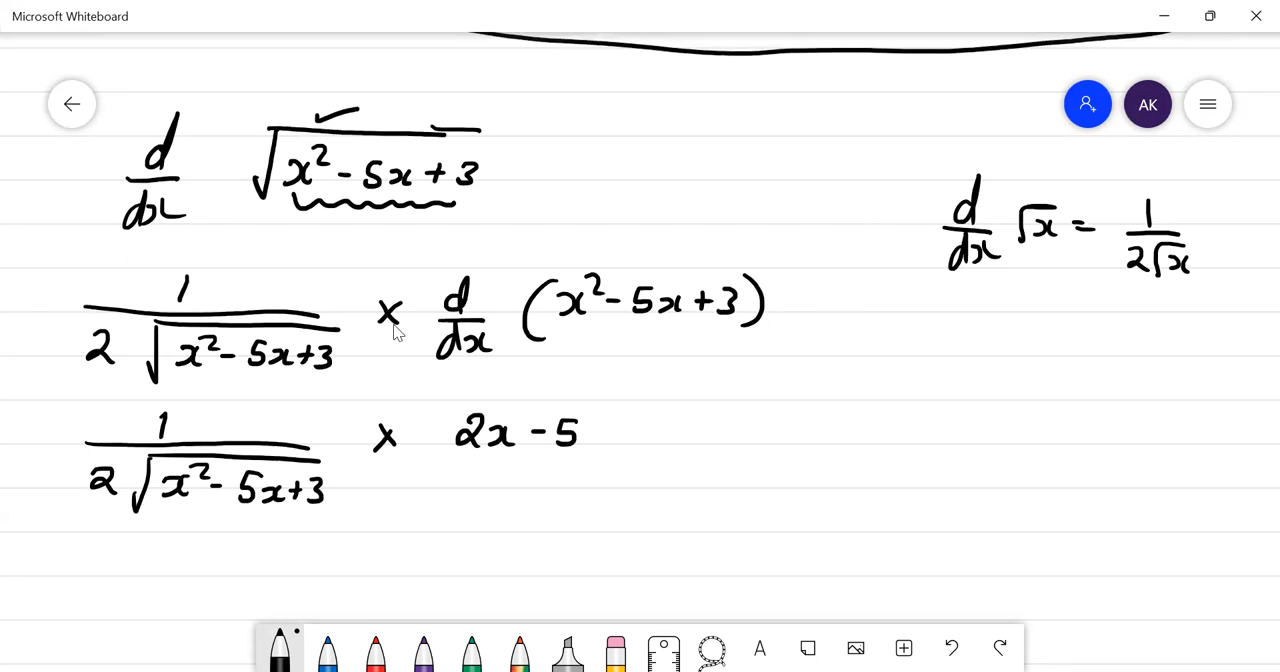 Microsoft Whiteboard
AK
d/dx √(x² - 5x + 3)
d/dx √x = 1/(2√x)
1/(2√(x² - 5x + 3)) × d/dx (x² - 5x + 3)
1/(2√(x² - 5x + 3)) × 2x - 5
A